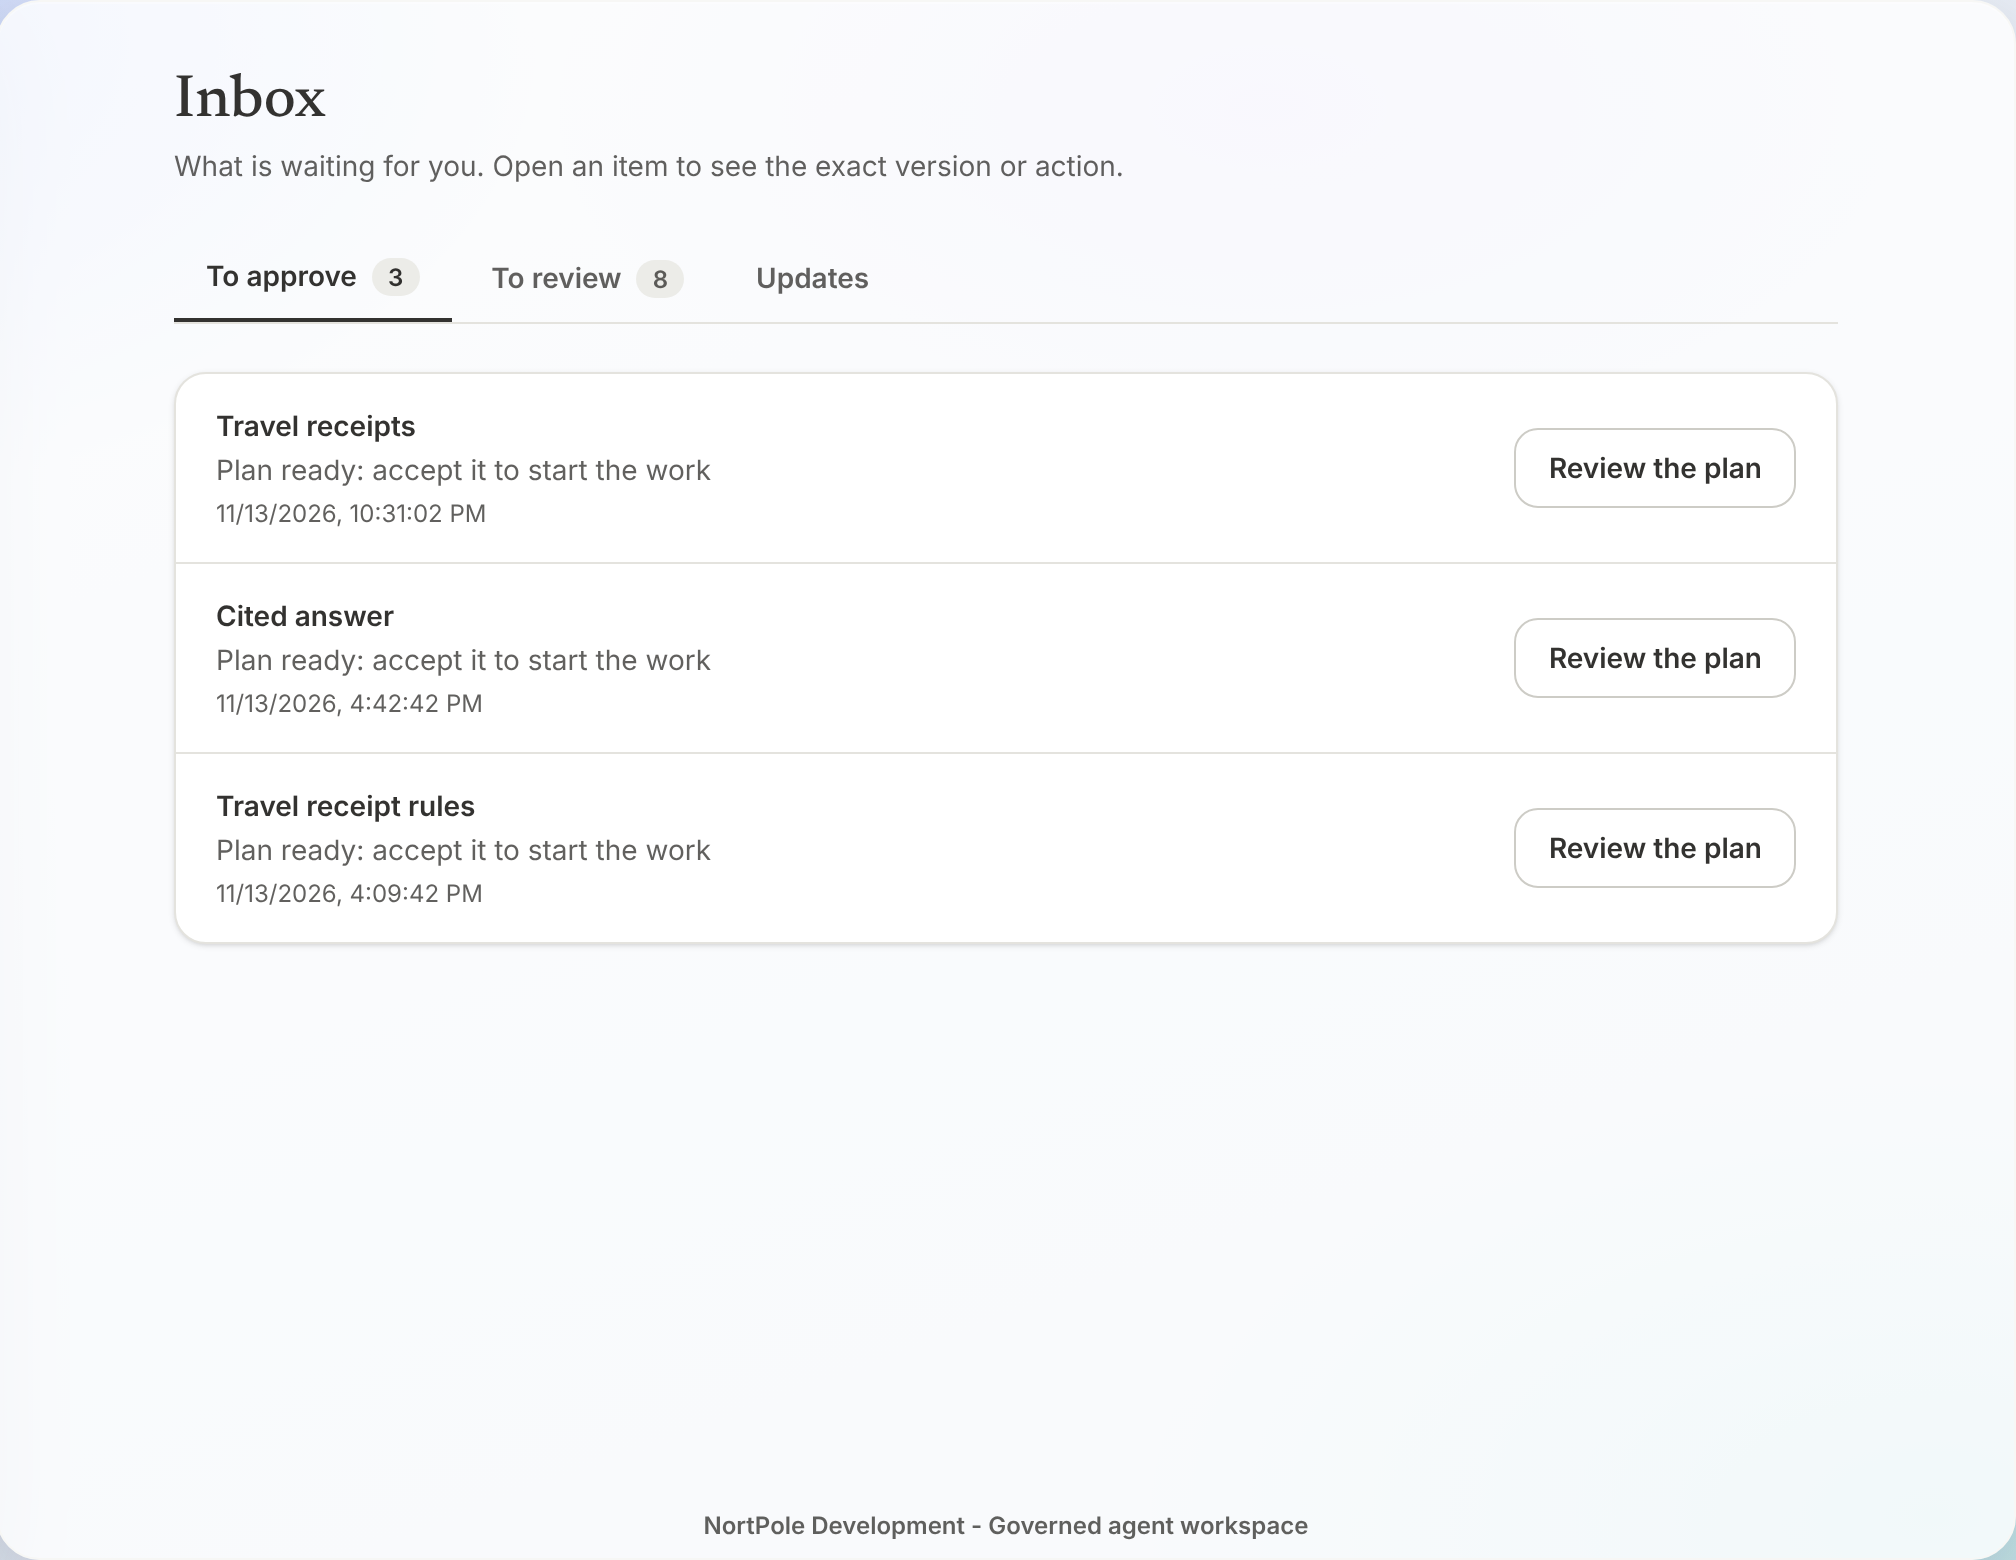 Inbox
What is waiting for you. Open an item to see the exact version or action.
To approve 3 To review 8 Updates
Travel receipts
Plan ready: accept it to start the work
11/13/2026, 10:31:02 PM
Review the plan
Cited answer
Plan ready: accept it to start the work
11/13/2026, 4:42:42 PM
Review the plan
Travel receipt rules
Plan ready: accept it to start the work
11/13/2026, 4:09:42 PM
Review the plan
NortPole Development - Governed agent workspace